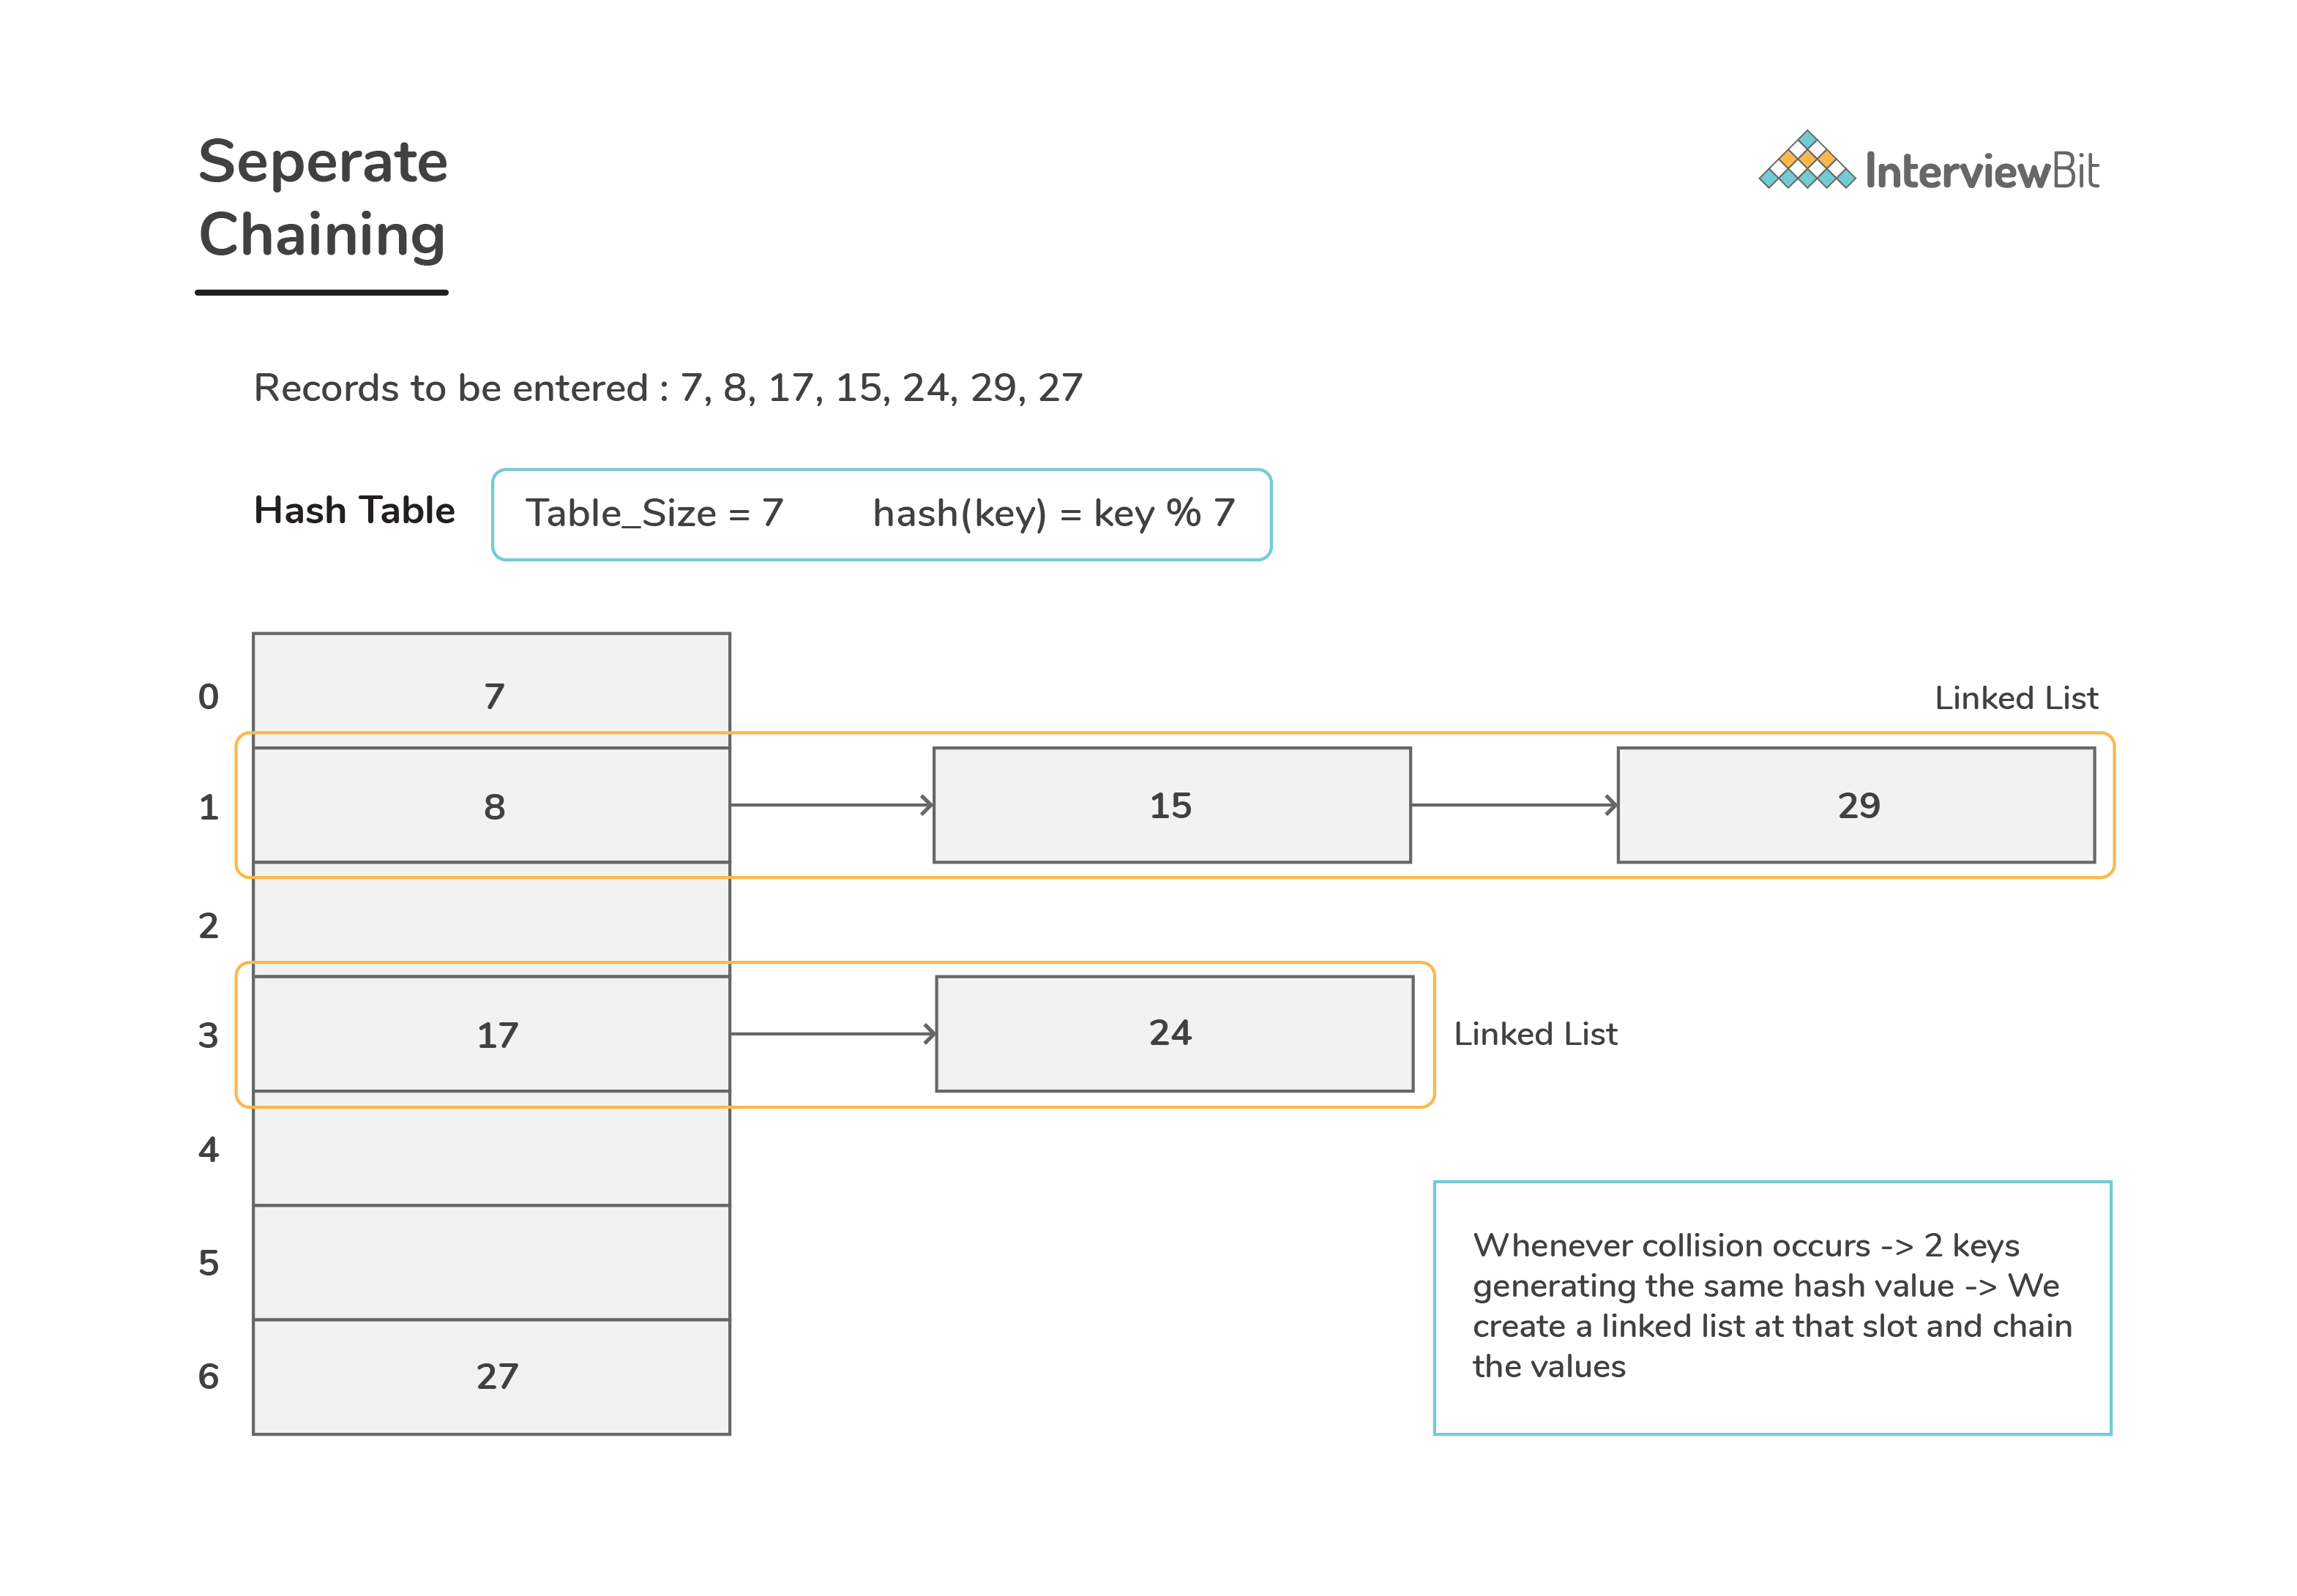 Seperate
Chaining
InterviewBit
Records to be entered : 7, 8, 17, 15, 24, 29, 27
Hash Table
Table_Size = 7 hash(key) = key % 7
0
7
Linked List
1
8
15
29
2
3
17
24
Linked List
4
5
6
27
Whenever collision occurs -> 2 keys
generating the same hash value -> We
create a linked list at that slot and chain
the values